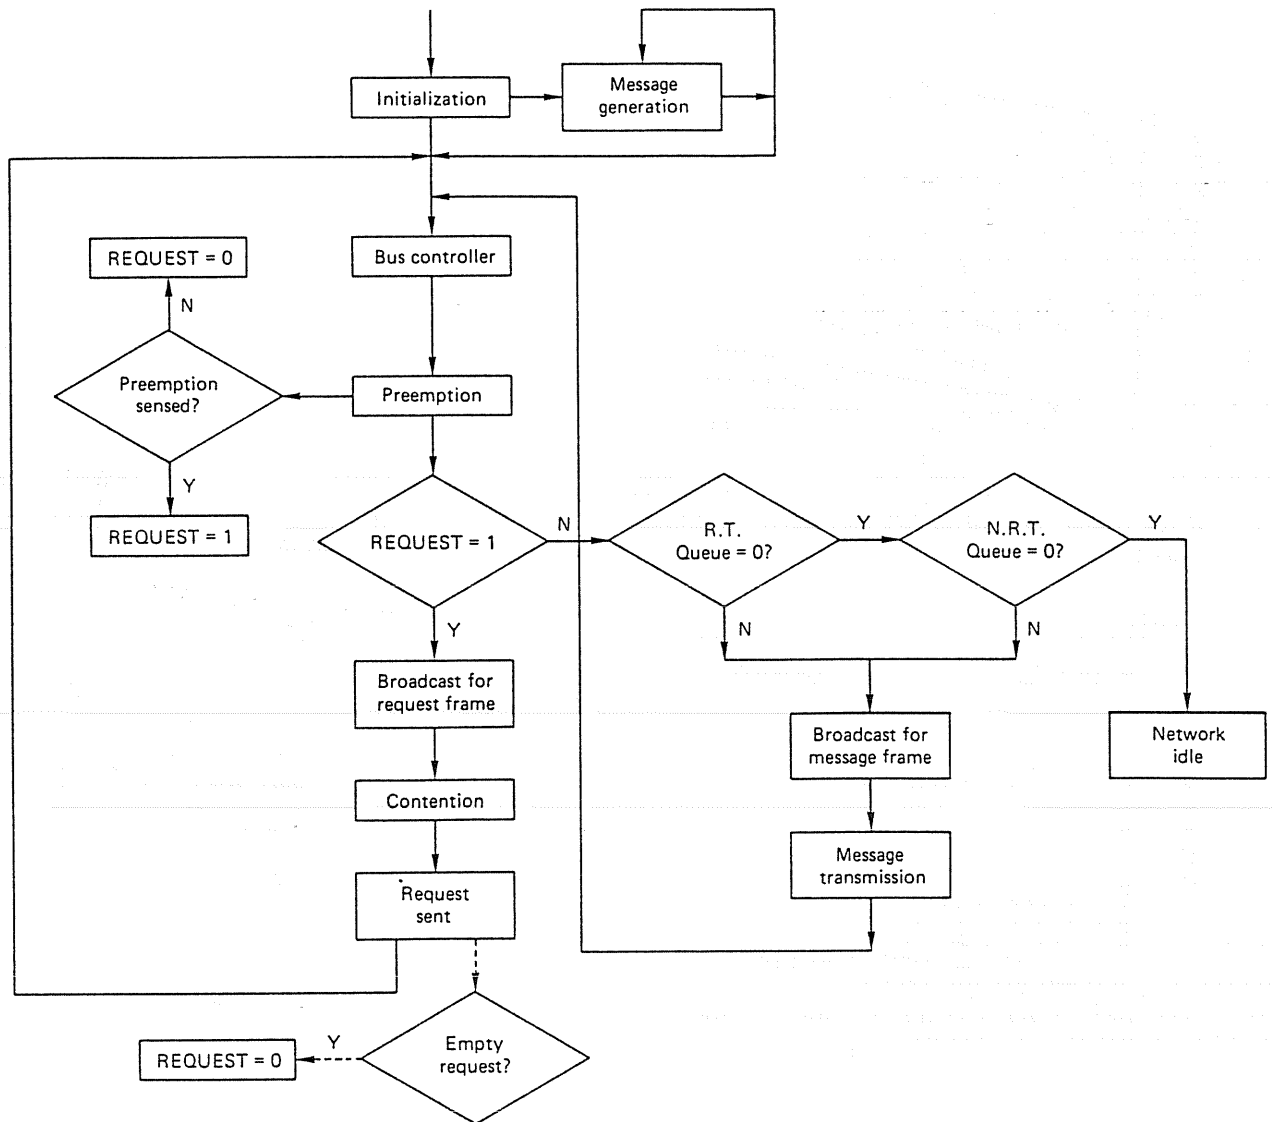 Initialization
Message
generation
REQUEST = 0
Bus controller
N
Preemption
sensed?
Preemption
Y
REQUEST = 1
REQUEST = 1
N
R.T.
Queue = 0?
Y
N.R.T.
Queue = 0?
Y
Y
N
N
Broadcast for
request frame
Broadcast for
message frame
Network
idle
Contention
Message
transmission
Request
sent
Y
REQUEST = 0
Empty
request?